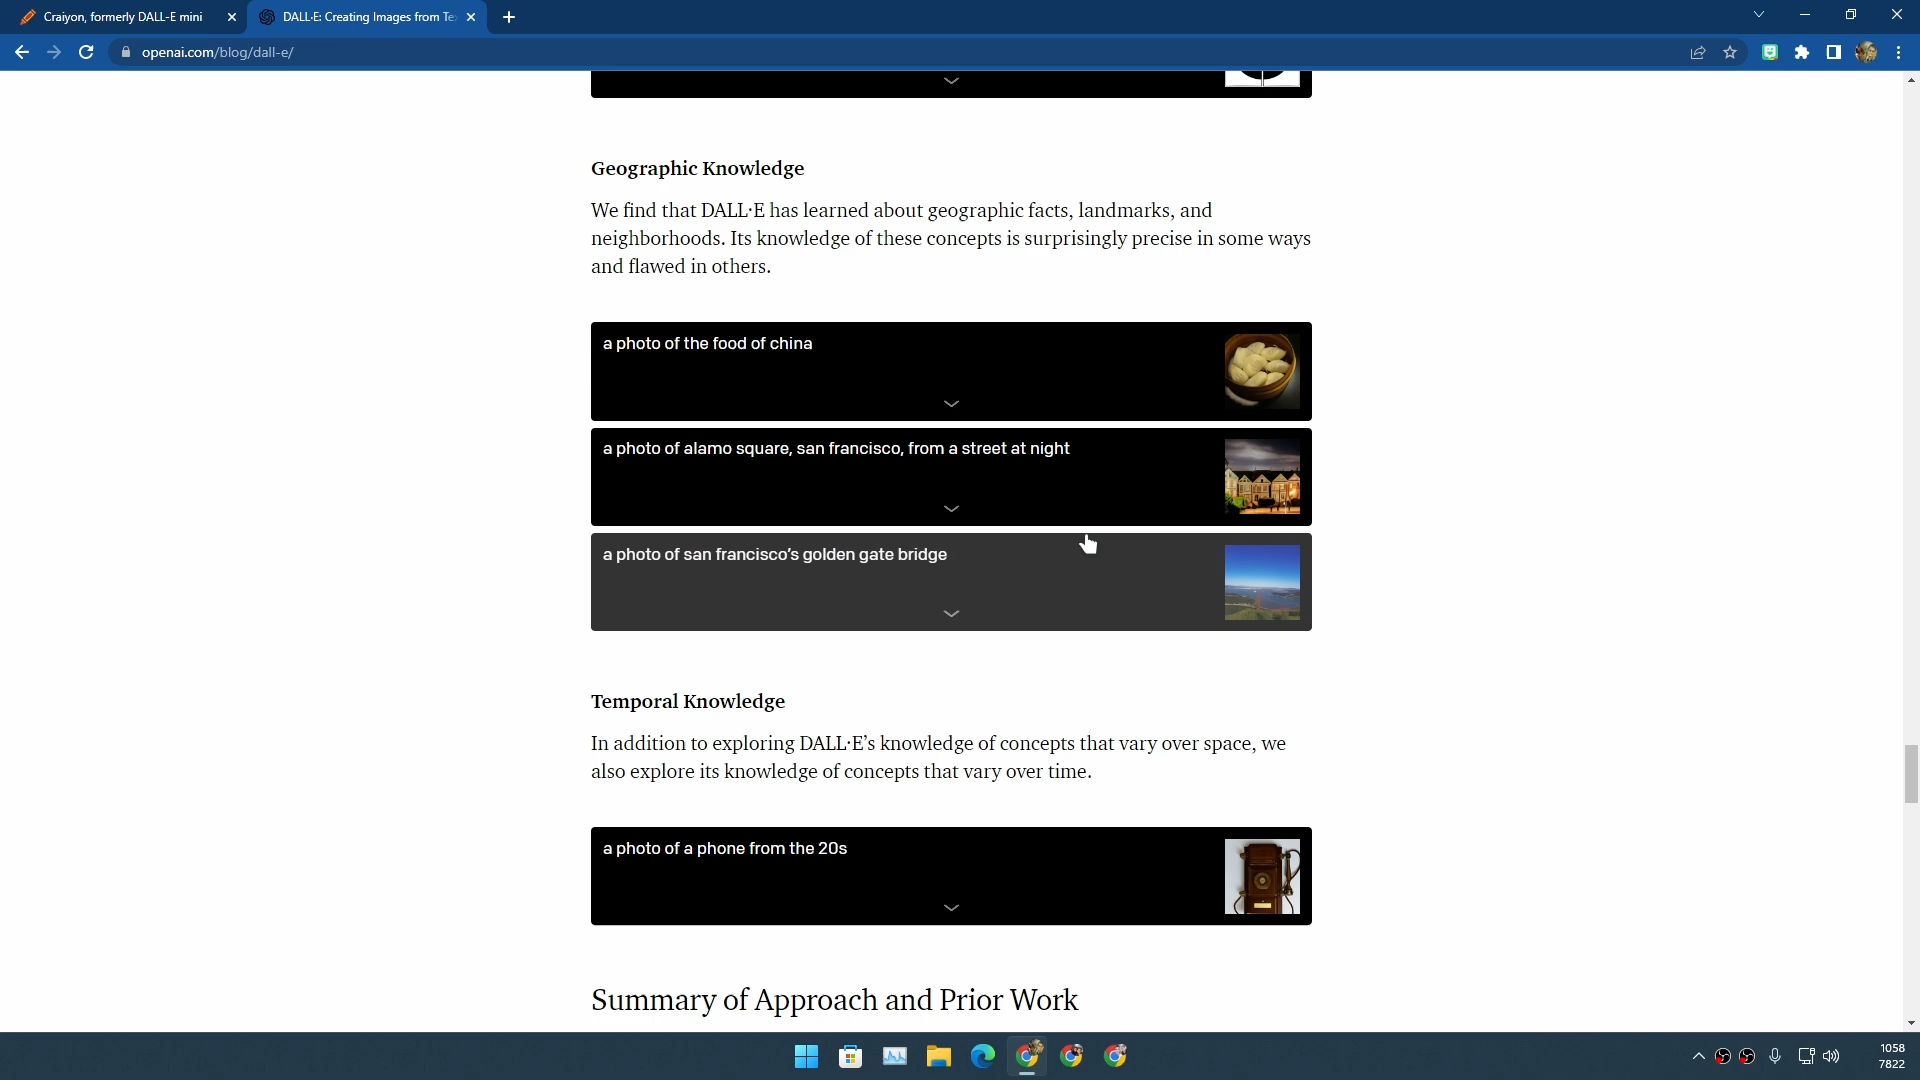 Craiyon, formerly DALL-E mini
DALL·E: Creating Images from Te
openai.com/blog/dall-e/
Geographic Knowledge
We find that DALL·E has learned about geographic facts, landmarks, and
neighborhoods. Its knowledge of these concepts is surprisingly precise in some ways
and flawed in others.
a photo of the food of china
a photo of alamo square, san francisco, from a street at night
a photo of san francisco's golden gate bridge
Temporal Knowledge
In addition to exploring DALL·E's knowledge of concepts that vary over space, we
also explore its knowledge of concepts that vary over time.
a photo of a phone from the 20s
Summary of Approach and Prior Work
1058
7822